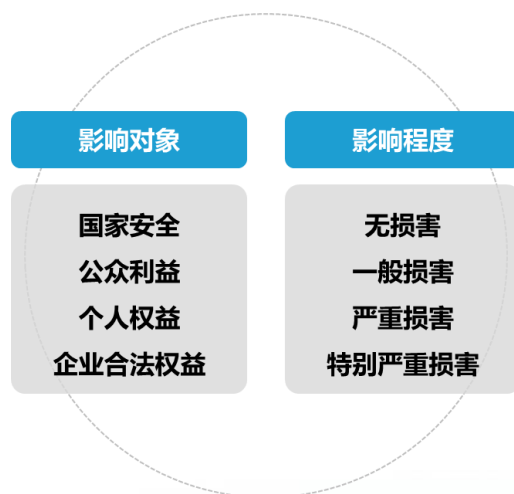 影响对象
国家安全
公众利益
个人权益
企业合法权益
影响程度
无损害
一般损害
严重损害
特别严重损害